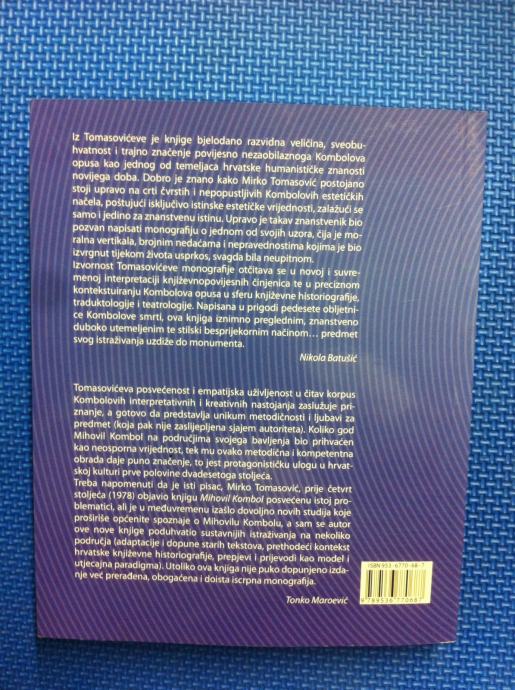 Iz Tomasovićeve je knjige bjelodano razvidna veličina, sveobu-
hvatnost i trajno značenje povijesno nezaobilaznoga Kombolova
opusa kao jednog od temeljaca hrvatske humanističke znanosti
novijega doba. Dobro je znano kako Mirko Tomasović postojano
stoji upravo na crti čvrstih i nepopustljivih Kombolovih estetičkih
načela, poštujući isključivo istinske estetičke vrijednosti, zalažući se
samo i jedino za znanstvenu istinu. Upravo je takav znanstvenik bio
pozvan napisati monografiju o jednom od svojih uzora, čija je mo-
ralna vertikala, brojnim nedaćama i nepravednostima kojima je bio
izvrgnut tijekom života usprkos, svagda bila neupitnom.
Izvornost Tomasovićeve monografije otčitava se u novoj i suvre-
menoj interpretaciji književnopovijesnih činjenica te u preciznom
kontekstuiranju Kombolova opusa u sferu književne historiografije,
traduktologije i teatrologije. Napisana u prigodi pedesete obljetni-
ce Kombolove smrti, ova knjiga iznimno preglednim, znanstveno
duboko utemeljenim te stilski besprijekornim načinom... predmet
svog istraživanja uzdiže do monumenta.
Nikola Batušić
Tomasovićeva posvećenost i empatijska uživljenost u čitav korpus
Kombolovih interpretativnih i kreativnih nastojanja zaslužuje pri-
znanje, a gotovo da predstavlja unikum metodičnosti i ljubavi za
predmet (koja pak nije zaslijepljena sjajem autoriteta). Koliko god
Mihovil Kombol na područjima svojega bavljenja bio prihvaćen
kao neosporna vrijednost, tek mu ovako metodična i kompetentna
obrada daje puno značenje, to jest protagonističku ulogu u hrvat-
skoj kulturi prve polovine dvadesetoga stoljeća.
Treba napomenuti da je isti pisac, Mirko Tomasović, prije četvrt
stoljeća (1978) objavio knjigu Mihovil Kombol posvećenu istoj pro-
blematici, ali je u međuvremenu izašlo dovoljno novih studija koje
proširiše općenite spoznaje o Mihovilu Kombolu, a sam se autor
ove nove knjige poduhvatio sustavnijih istraživanja na nekoliko
područja (adaptacije i dopune starih tekstova, prethodeći kontekst
hrvatske književne historiografije, prepjevi i prijevodi kao model i
utjecajna paradigma). Utoliko ova knjiga nije puko dopunjeno izda-
nje već prerađena, obogaćena i doista iscrpna monografija.
Tonko Maroević
ISBN 953-6770-68-7
9789536770687